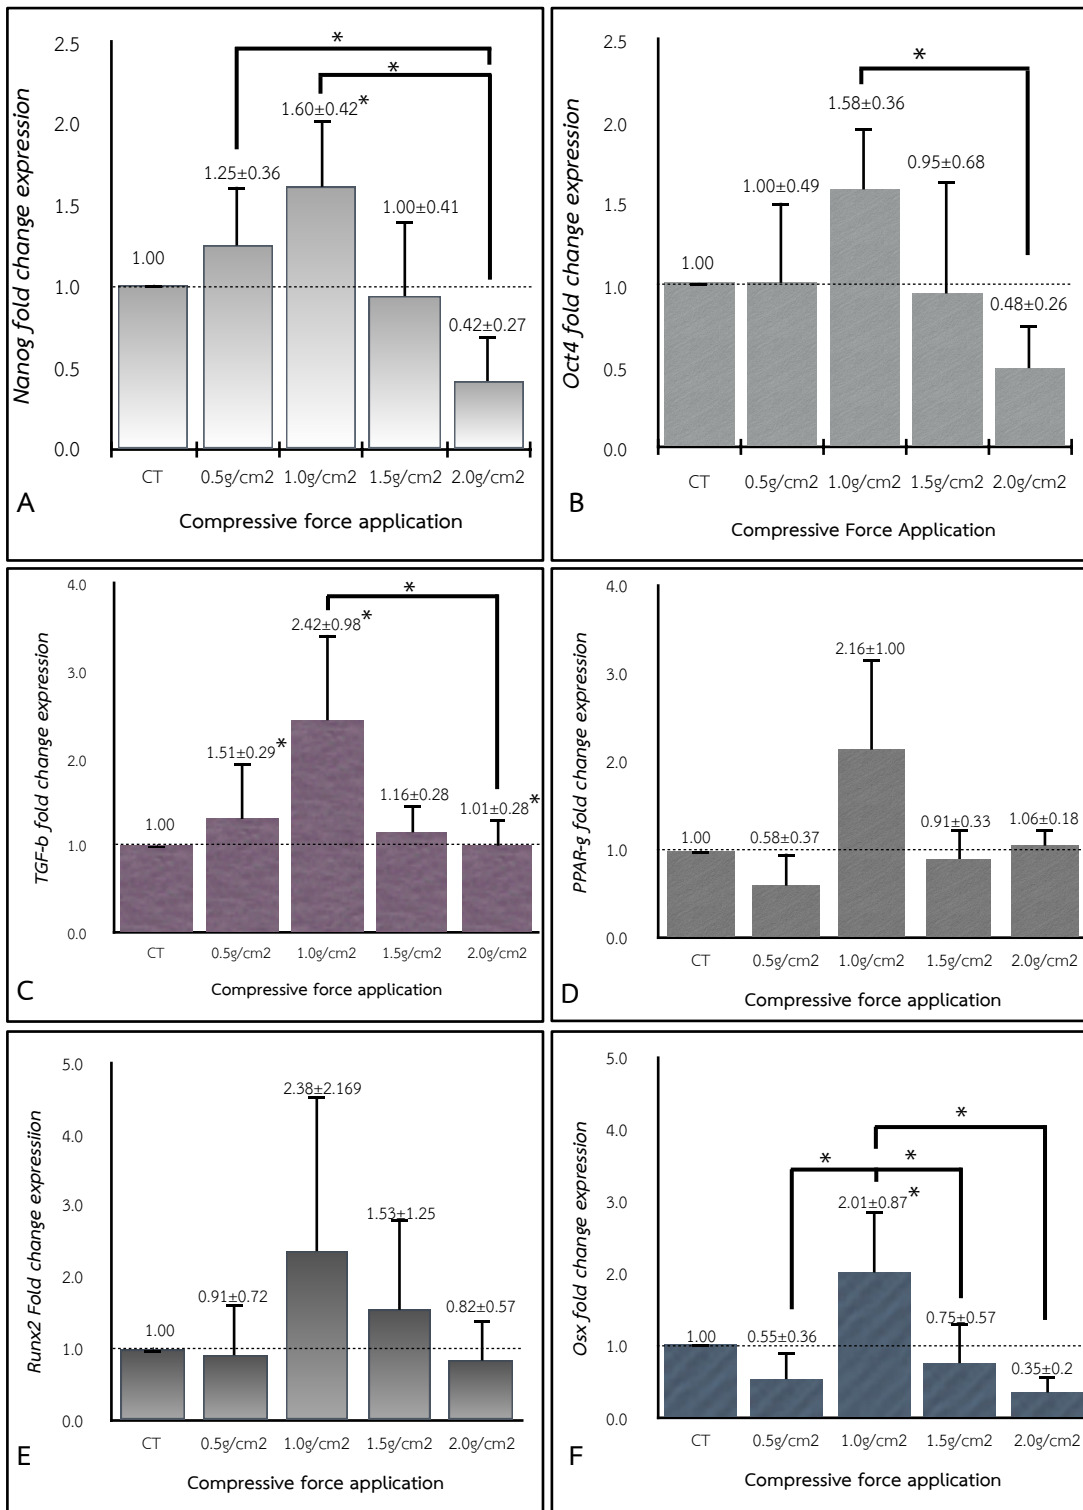 2.5
2.0
1.5
1.0
0.5
0.0
Nanog fold change expression
*
*
1.60±0.42*
1.25±0.36
1.00±0.41
1.00
0.42±0.27
CT 0.5g/cm2 1.0g/cm2 1.5g/cm2 2.0g/cm2
A
Compressive force application
2.5
2.0
1.5
1.0
0.5
0.0
Oct4 fold change expression
*
1.58±0.36
0.95±0.68
1.00±0.49
1.00
0.48±0.26
CT 0.5g/cm2 1.0g/cm2 1.5g/cm2 2.0g/cm2
B
Compressive Force Application
4.0
3.0
2.0
1.0
0.0
TGF-b fold change expression
*
2.42±0.98*
1.51±0.29*
1.16±0.28
1.01±0.28*
1.00
CT 0.5g/cm2 1.0g/cm2 1.5g/cm2 2.0g/cm2
C
Compressive force application
4.0
3.0
2.0
1.0
0.0
PPAR-g fold change expression
2.16±1.00
1.00
0.58±0.37
0.91±0.33
1.06±0.18
CT 0.5g/cm2 1.0g/cm2 1.5g/cm2 2.0g/cm2
D
Compressive force application
5.0
4.0
3.0
2.0
1.0
0.0
Runx2 Fold change expressiion
2.38±2.169
1.53±1.25
0.91±0.72
0.82±0.57
1.00
CT 0.5g/cm2 1.0g/cm2 1.5g/cm2 2.0g/cm2
E
Compressive force application
5.0
4.0
3.0
2.0
1.0
0.0
Osx fold change expression
*
* *
2.01±0.87*
0.75±0.57
1.00 0.55±0.36
0.35±0.2
CT 0.5g/cm2 1.0g/cm2 1.5g/cm2 2.0g/cm2
F
Compressive force application